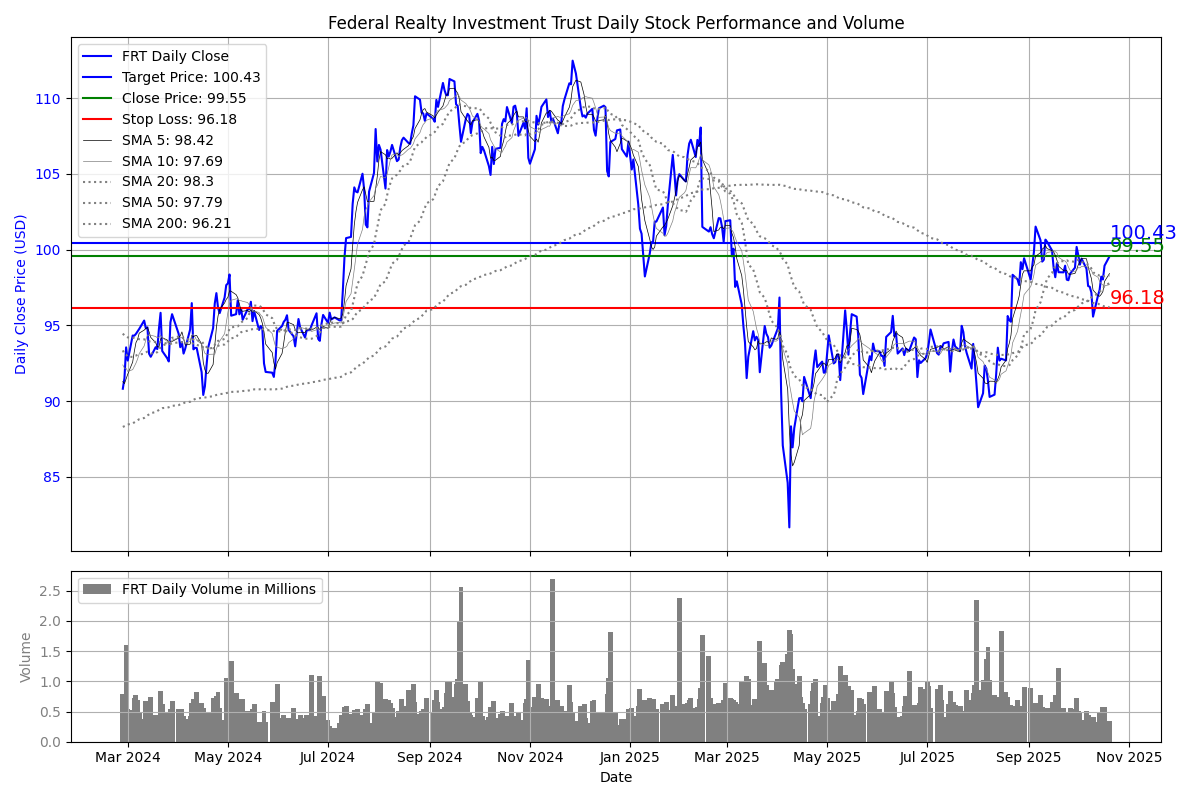 Federal Realty Investment Trust Daily Stock Performance and Volume
FRT Daily Close
Target Price: 100.43
Close Price: 99.55
Stop Loss: 96.18
SMA 5: 98.42
SMA 10: 97.69
SMA 20: 98.3
SMA 50: 97.79
SMA 200: 96.21
Daily Close Price (USD)
110
105
100
95
90
85
100.43
99.55
96.18
FRT Daily Volume in Millions
Volume
2.5
2.0
1.5
1.0
0.5
0.0
Mar 2024 May 2024 Jul 2024 Sep 2024 Nov 2024 Jan 2025 Mar 2025 May 2025 Jul 2025 Sep 2025 Nov 2025
Date